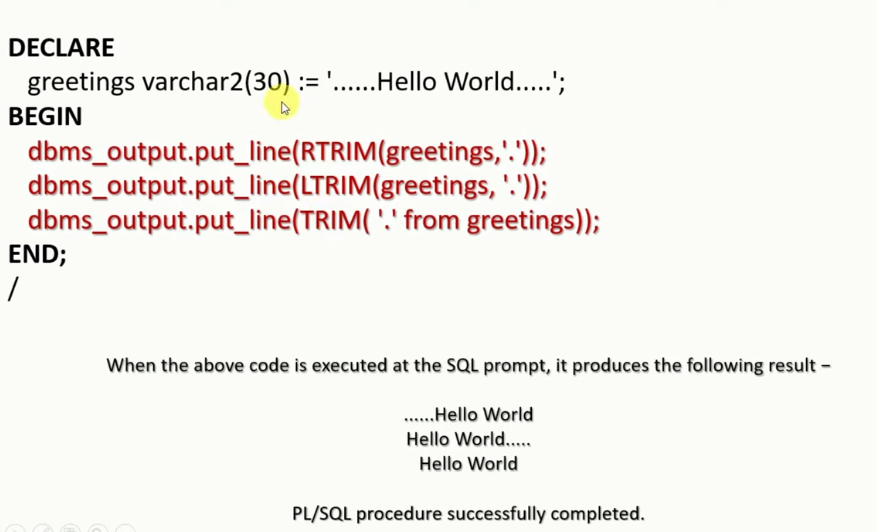 DECLARE
greetings varchar2(30) := '......Hello World.....';
BEGIN
dbms_output.put_line(RTRIM(greetings,'.'));
dbms_output.put_line(LTRIM(greetings, '.'));
dbms_output.put_line(TRIM( '.' from greetings));
END;
/
When the above code is executed at the SQL prompt, it produces the following result −
......Hello World
Hello World.....
Hello World
PL/SQL procedure successfully completed.